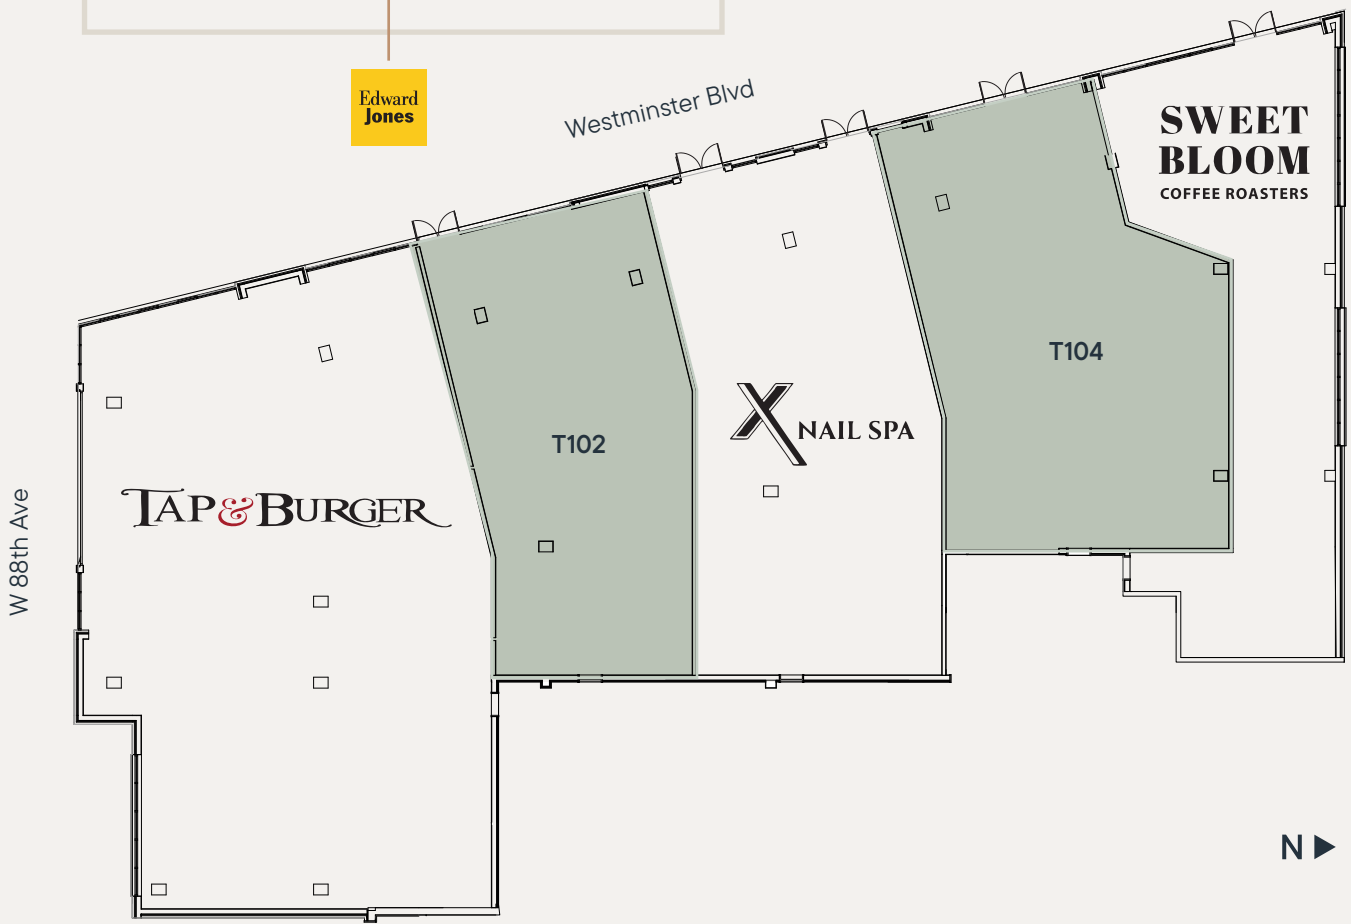 Edward
Jones
Westminster Blvd
SWEET
BLOOM
COFFEE ROASTERS
T104
T102
X NAIL SPA
TAP & BURGER
W 88th Ave
N